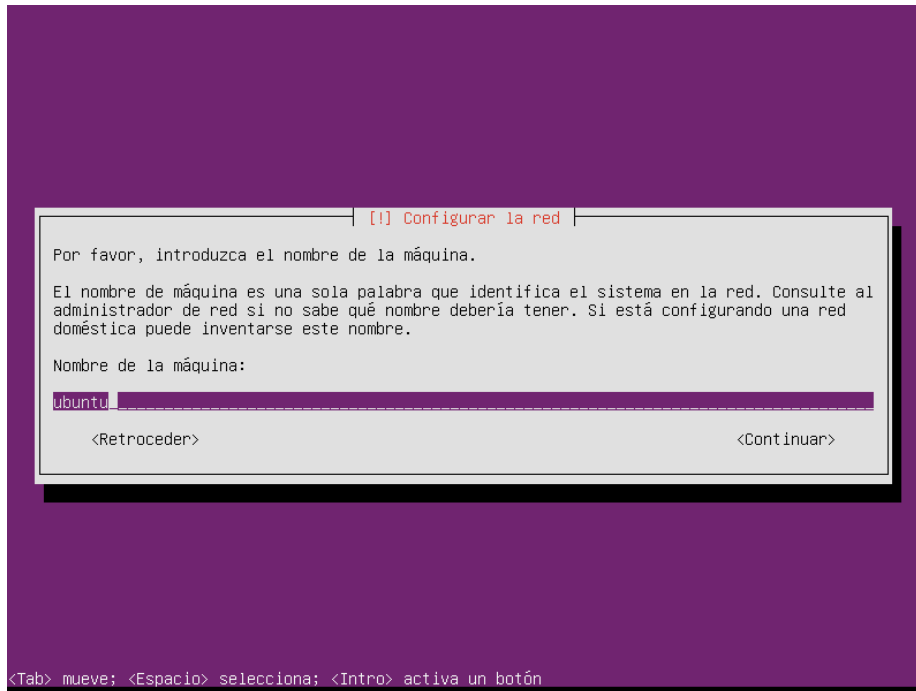 [!] Configurar la red
Por favor, introduzca el nombre de la máquina.
El nombre de máquina es una sola palabra que identifica el sistema en la red. Consulte al
administrador de red si no sabe qué nombre debería tener. Si está configurando una red
doméstica puede inventarse este nombre.
Nombre de la máquina:
ubuntu
<Retroceder> <Continuar>
<Tab> mueve; <Espacio> selecciona; <Intro> activa un botón